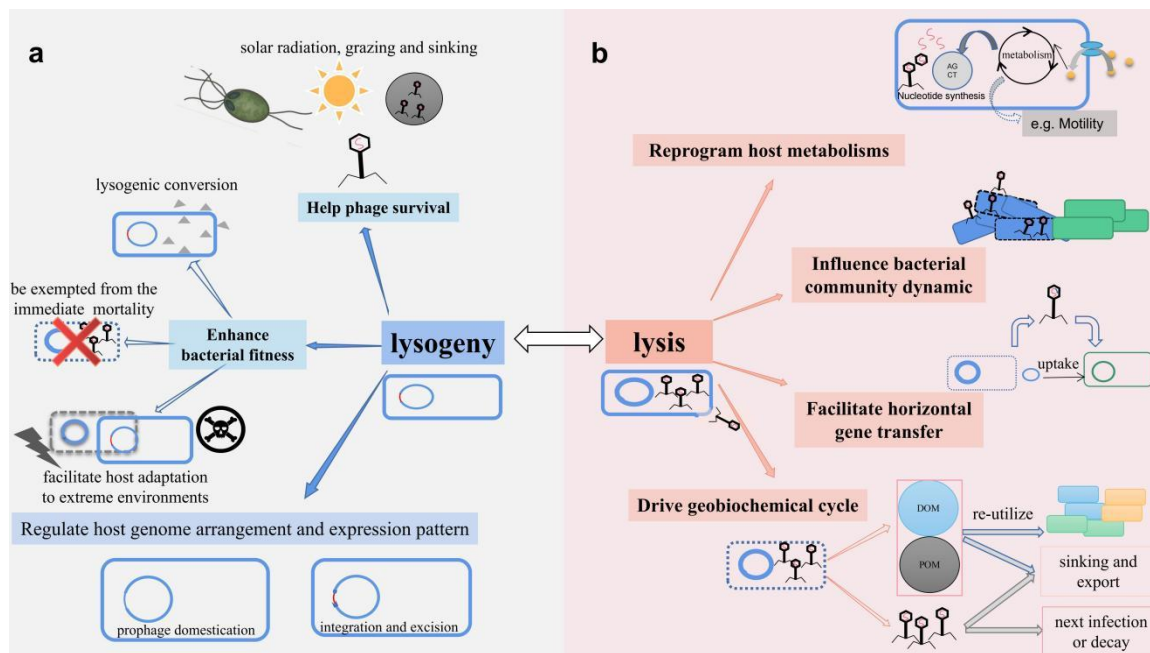 a
solar radiation, grazing and sinking
lysogenic conversion
Help phage survival
be exempted from the
immediate mortality
Enhance
bacterial fitness
lysogeny
facilitate host adaptation
to extreme environments
Regulate host genome arrangement and expression pattern
prophage domestication
integration and excision
b
AG
CT
metabolism
Nucleotide synthesis
e.g. Motility
Reprogram host metabolisms
Influence bacterial
community dynamic
lysis
uptake
Facilitate horizontal
gene transfer
Drive geobiochemical cycle
DOM
re-utilize
POM
sinking and
export
next infection
or decay